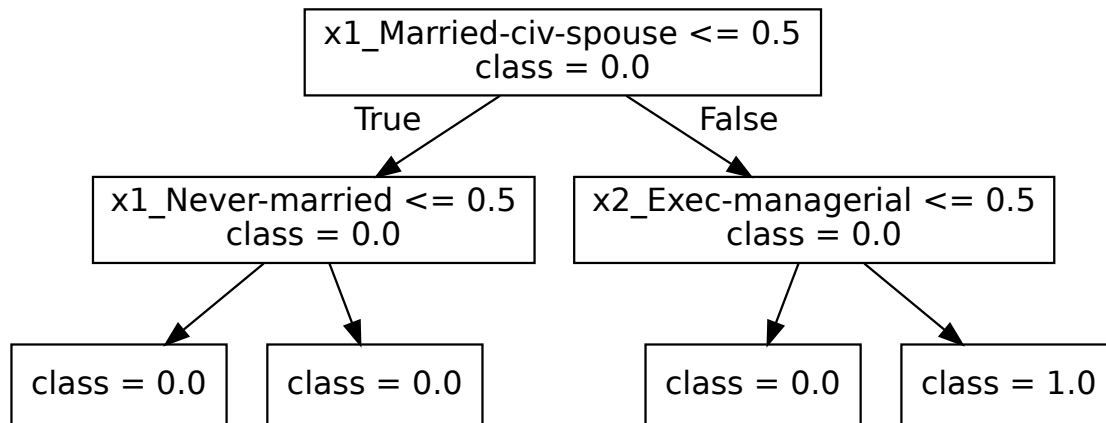 x1_Married-civ-spouse <= 0.5
class = 0.0
True
False
x1_Never-married <= 0.5
class = 0.0
x2_Exec-managerial <= 0.5
class = 0.0
class = 0.0
class = 0.0
class = 0.0
class = 1.0